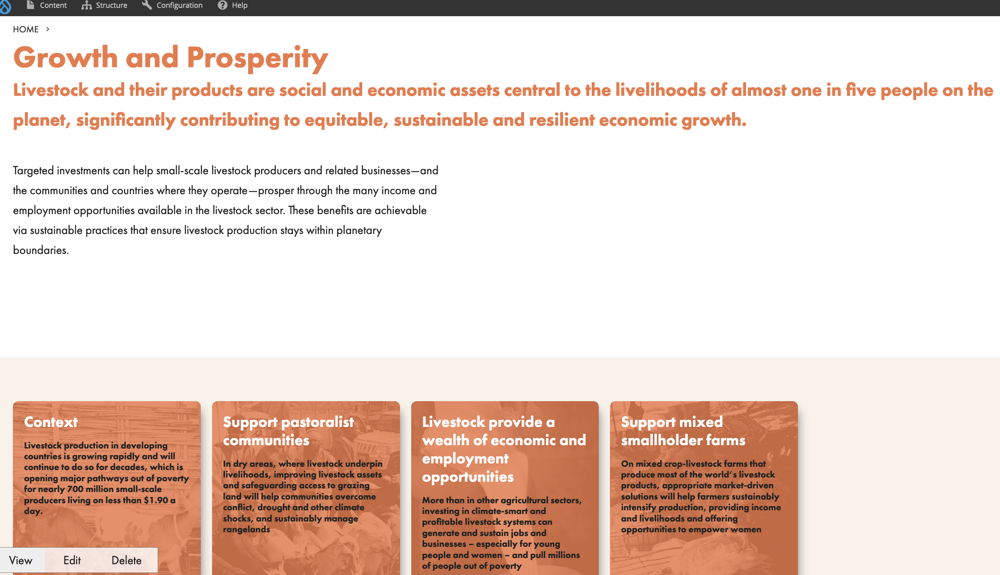 Content Structure Configuration Help
HOME ›
Growth and Prosperity
Livestock and their products are social and economic assets central to the livelihoods of almost one in five people on the
planet, significantly contributing to equitable, sustainable and resilient economic growth.
Targeted investments can help small-scale livestock producers and related businesses—and
the communities and countries where they operate—prosper through the many income and
employment opportunities available in the livestock sector. These benefits are achievable
via sustainable practices that ensure livestock production stays within planetary
boundaries.
Context
Livestock production in developing
countries is growing rapidly and will
continue to do so for decades, which is
opening major pathways out of poverty
for nearly 700 million small-scale
producers living on less than $1.90 a
day.
Support pastoralist
communities
In dry areas, where livestock underpin
livelihoods, improving livestock assets
and safeguarding access to grazing
land will help communities overcome
conflict, drought and other climate
shocks, and sustainably manage
rangelands
Livestock provide a
wealth of economic and
employment
opportunities
More than in other agricultural sectors,
investing in climate-smart and
profitable livestock systems can
generate and sustain jobs and
businesses – especially for young
people and women – and pull millions
of people out of poverty
Support mixed
smallholder farms
On mixed crop-livestock farms that
produce most of the world’s livestock
products, appropriate market-driven
solutions will help farmers sustainably
intensify production, providing income
and livelihoods and offering
opportunities to empower women
View Edit Delete